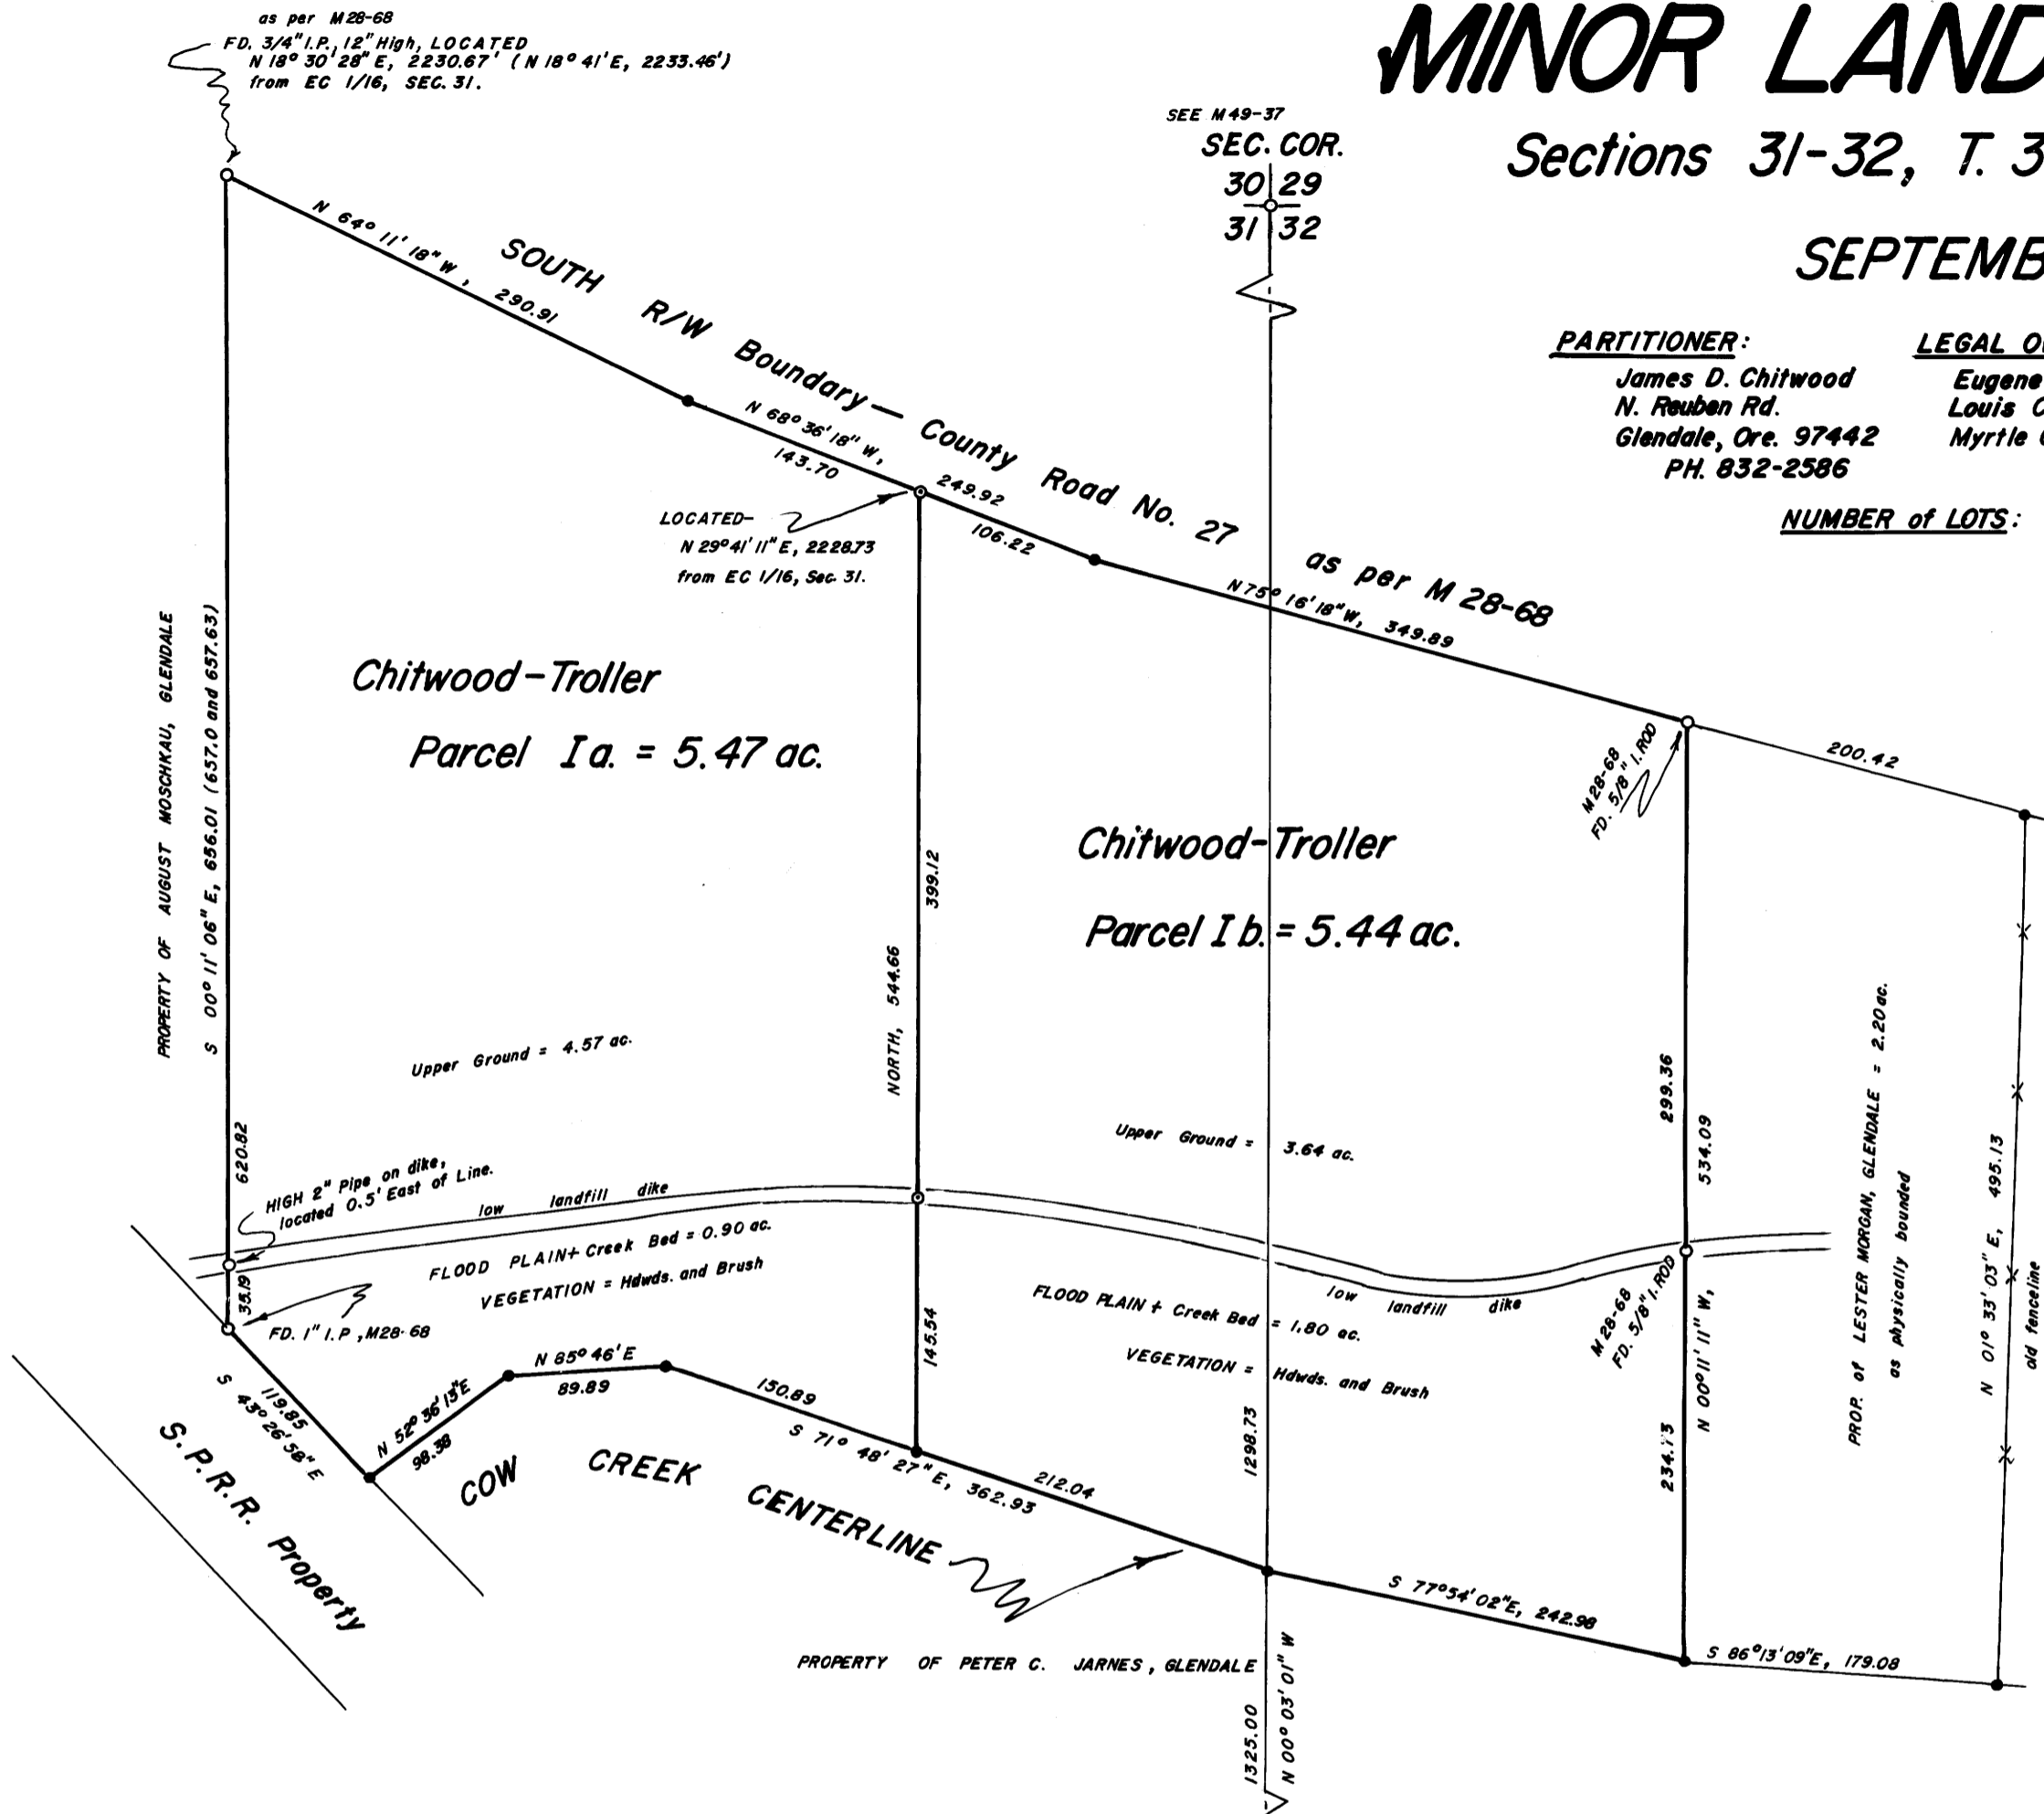 as per M28-68
FD. 3/4" I.P., 12" High, LOCATED
N 18° 30' 28" E, 2230.67' (N 18° 41' E, 2233.46')
from EC 1/16, SEC. 31.
MINOR LAND
Sections 31-32, T. 3
SEPTEMB
SEE M49-37
SEC. COR.
30 29
31 32
PARTITIONER:
James D. Chitwood
N. Reuben Rd.
Glendale, Ore. 97442
PH. 832-2586
LEGAL O
Eugene
Louis C
Myrtle
NUMBER of LOTS:
N 64° 11' 18" W, 290.91
SOUTH R/W Boundary — County Road No. 27 as per M 28-68
N 68° 36' 18" W, 249.92
143.70
106.22
LOCATED-
N 29° 41' 11" E, 2228.73
from EC 1/16, Sec. 31.
N 75° 16' 18" W, 349.89
200.42
M 28-68
FD. 5/8" I. ROD
PROPERTY OF AUGUST MOSCHKAU, GLENDALE
S 00° 11' 06" E, 656.01 (657.0 and 657.63)
Chitwood-Troller
Parcel I a. = 5.47 ac.
Chitwood-Troller
Parcel I b. = 5.44 ac.
399.12
NORTH, 544.66
Upper Ground = 4.57 ac.
Upper Ground = 3.64 ac.
299.36
534.09
N 00° 11' 11" W,
PROP. of LESTER MORGAN, GLENDALE = 2.20 ac.
as physically bounded
N 01° 33' 03" E, 495.13
old fenceline
620.82
HIGH 2" Pipe on dike,
located 0.5' East of Line.
low landfill dike
FLOOD PLAIN + Creek Bed = 0.90 ac.
VEGETATION = Hdwds. and Brush
35.19
FD. 1" I.P., M28-68
low landfill dike
FLOOD PLAIN + Creek Bed = 1.80 ac.
VEGETATION = Hdwds. and Brush
M 28-68
FD. 5/8" I. ROD
145.54
234.73
119.85
S 43° 26' 58" E
N 52° 36' 13" E
98.38
N 85° 46' E
89.89
150.89
S 71° 48' 27" E, 362.93
212.04
1298.73
S.P.R.R. Property
COW CREEK CENTERLINE
S 77° 54' 02" E, 242.98
S 86° 13' 09" E, 179.08
PROPERTY OF PETER C. JARNES, GLENDALE
1325.00
N 00° 03' 01" W